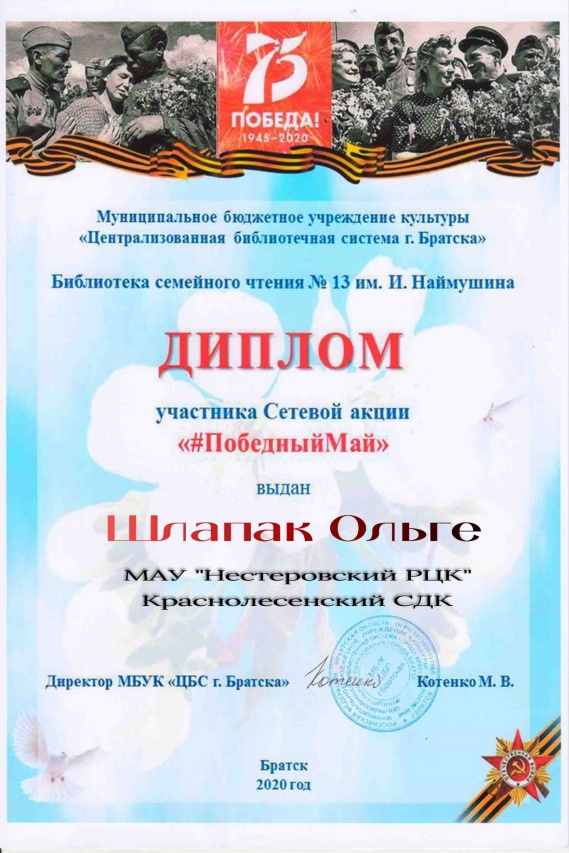 75
ПОБЕДА!
1945–2020
Муниципальное бюджетное учреждение культуры
«Централизованная библиотечная система г. Братска»
Библиотека семейного чтения № 13 им. И. Наймушина
ДИПЛОМ
участника Сетевой акции
«#ПобедныйМай»
выдан
Шлапак Ольге
МАУ "Нестеровский РЦК"
Краснолесенский СДК
Директор МБУК «ЦБС г. Братска» Котенко М. В.
Братск
2020 год